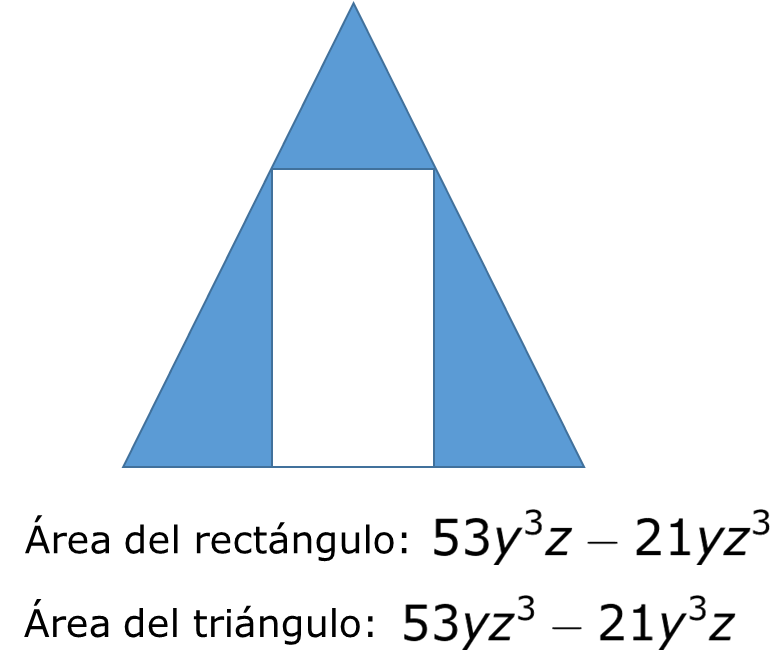 Área del rectángulo: 53y³z − 21yz³
Área del triángulo: 53yz³ − 21y³z